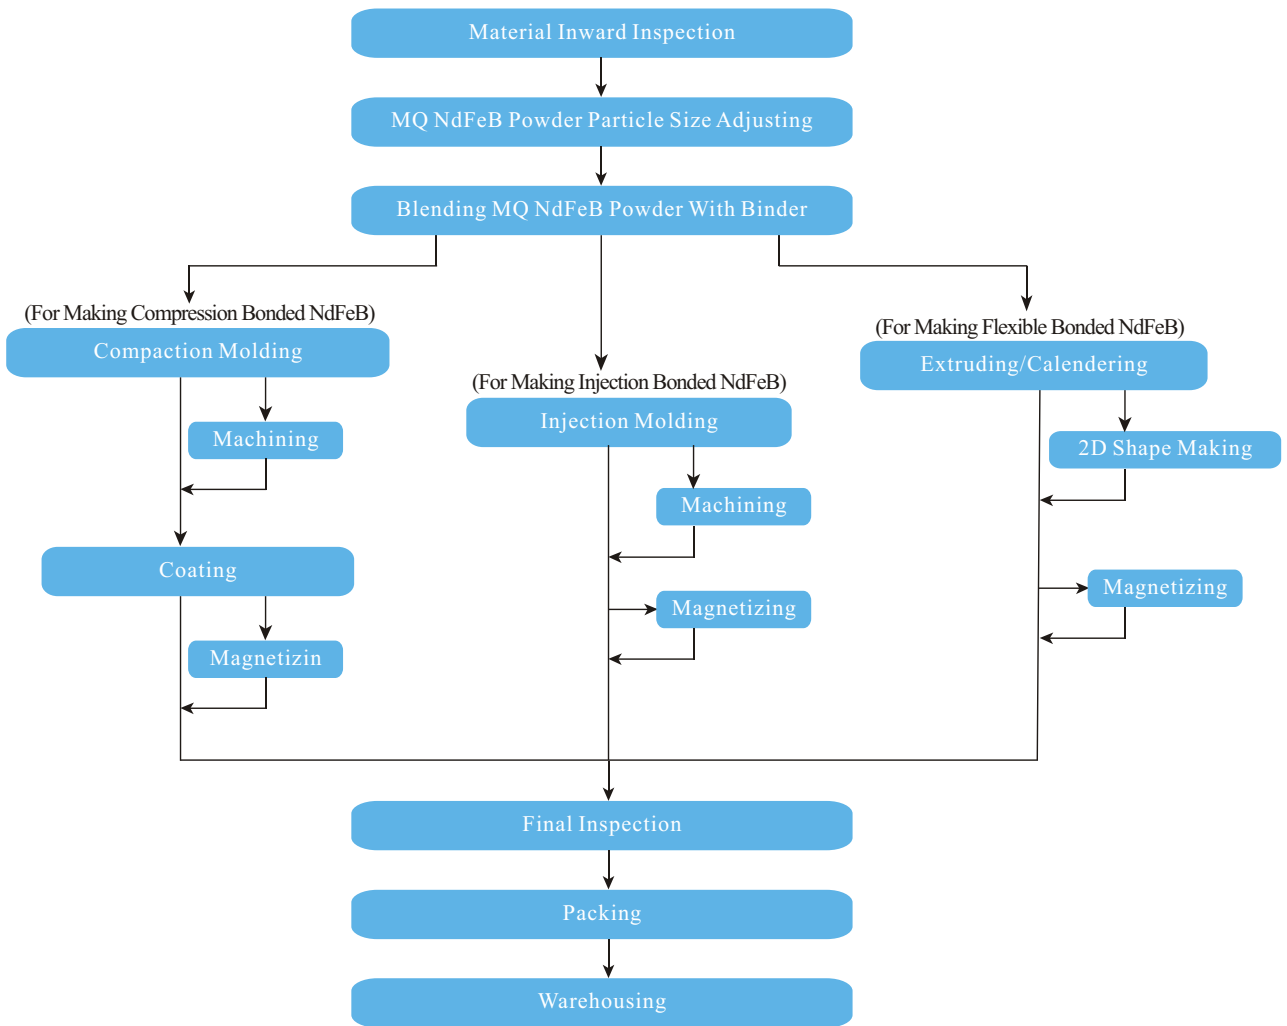 Material Inward Inspection
MQ NdFeB Powder Particle Size Adjusting
Blending MQ NdFeB Powder With Binder
(For Making Compression Bonded NdFeB)
Compaction Molding
Machining
Coating
Magnetizin
(For Making Injection Bonded NdFeB)
Injection Molding
Machining
Magnetizing
(For Making Flexible Bonded NdFeB)
Extruding/Calendering
2D Shape Making
Magnetizing
Final Inspection
Packing
Warehousing